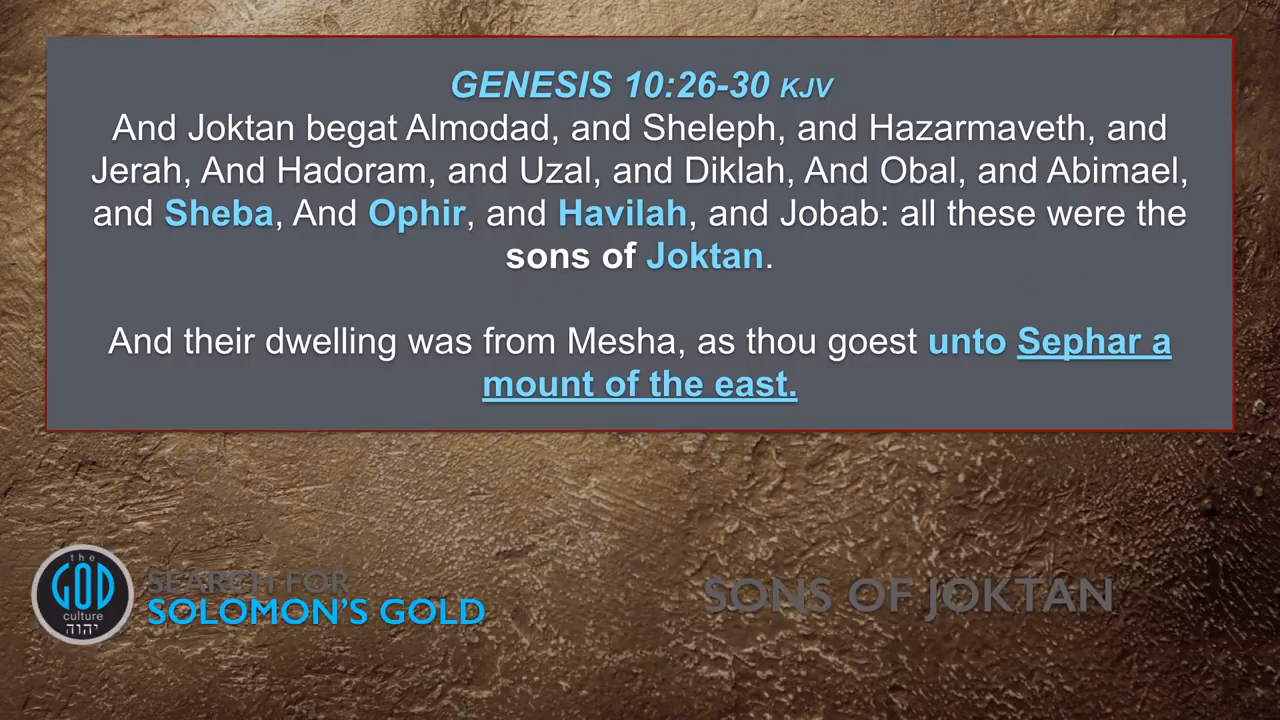 GENESIS 10:26-30 KJV
And Joktan begat Almodad, and Sheleph, and Hazarmaveth, and
Jerah, And Hadoram, and Uzal, and Diklah, And Obal, and Abimael,
and Sheba, And Ophir, and Havilah, and Jobab: all these were the
sons of Joktan.
And their dwelling was from Mesha, as thou goest unto Sephar a
mount of the east.
the
GOD
culture
יהוה
SEARCH FOR
SOLOMON'S GOLD
SONS OF JOKTAN